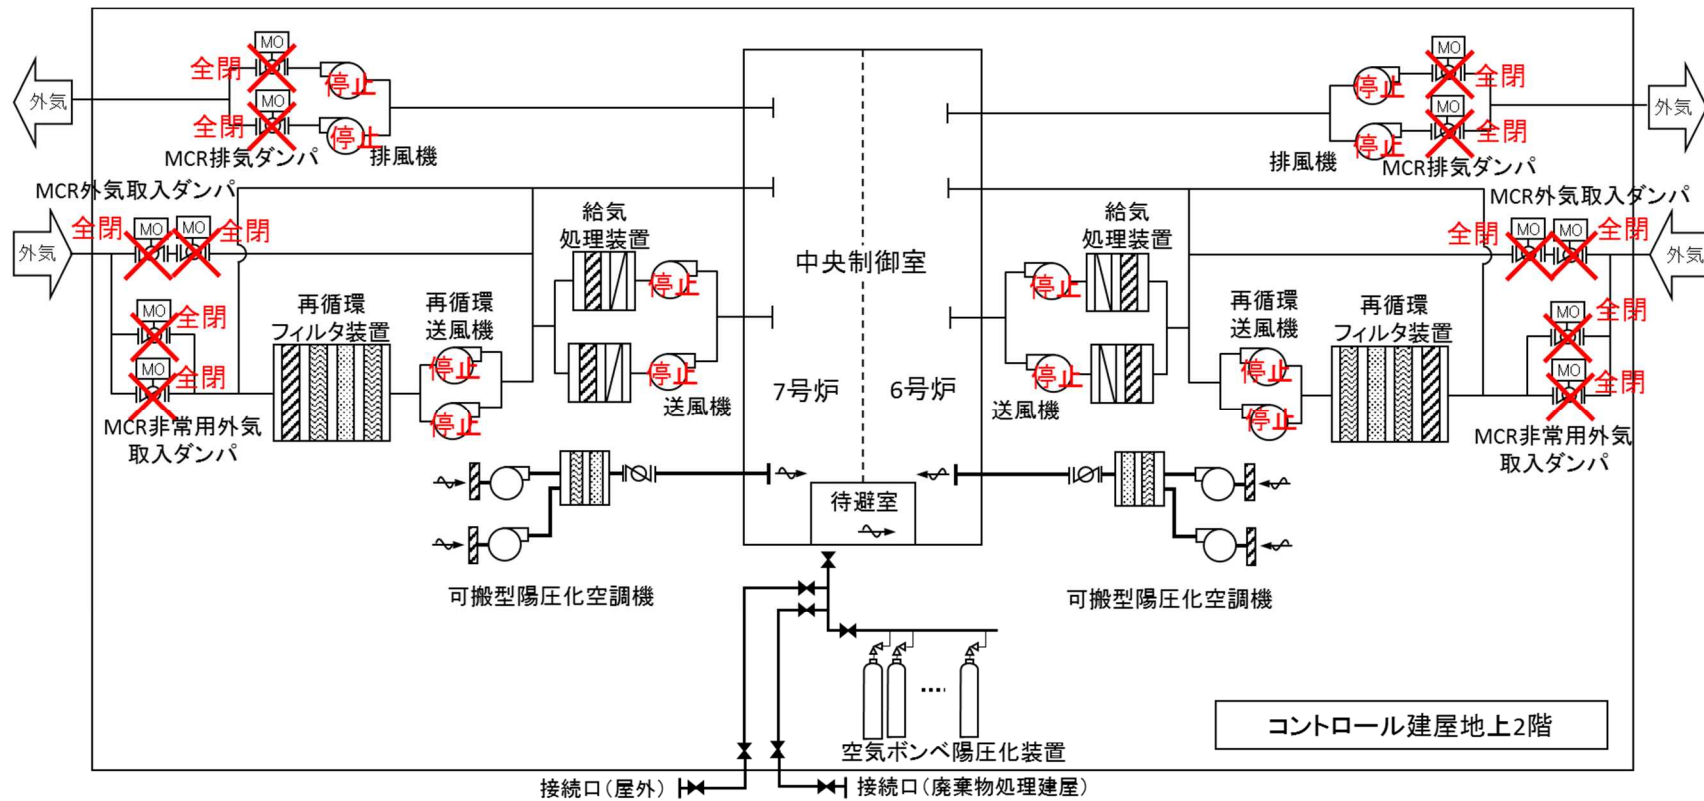 MO
MO
全閉
停止
全閉
停止
外気
MCR排気ダンパ
排風機
MCR外気取入ダンパ
MO
MO
全閉
全閉
外気
MO
全閉
MO
全閉
MCR非常用外気
取入ダンパ
再循環
フィルタ装置
再循環
送風機
停止
停止
給気
処理装置
停止
停止
送風機
中央制御室
7号炉
6号炉
待避室
MO
MO
停止
全閉
停止
全閉
外気
排風機
MCR排気ダンパ
MCR外気取入ダンパ
MO
MO
全閉
全閉
外気
給気
処理装置
停止
停止
送風機
再循環
送風機
停止
停止
再循環
フィルタ装置
MO
全閉
MO
全閉
MCR非常用外気
取入ダンパ
可搬型陽圧化空調機
可搬型陽圧化空調機
空気ボンベ陽圧化装置
コントロール建屋地上2階
接続口(屋外)
接続口(廃棄物処理建屋)